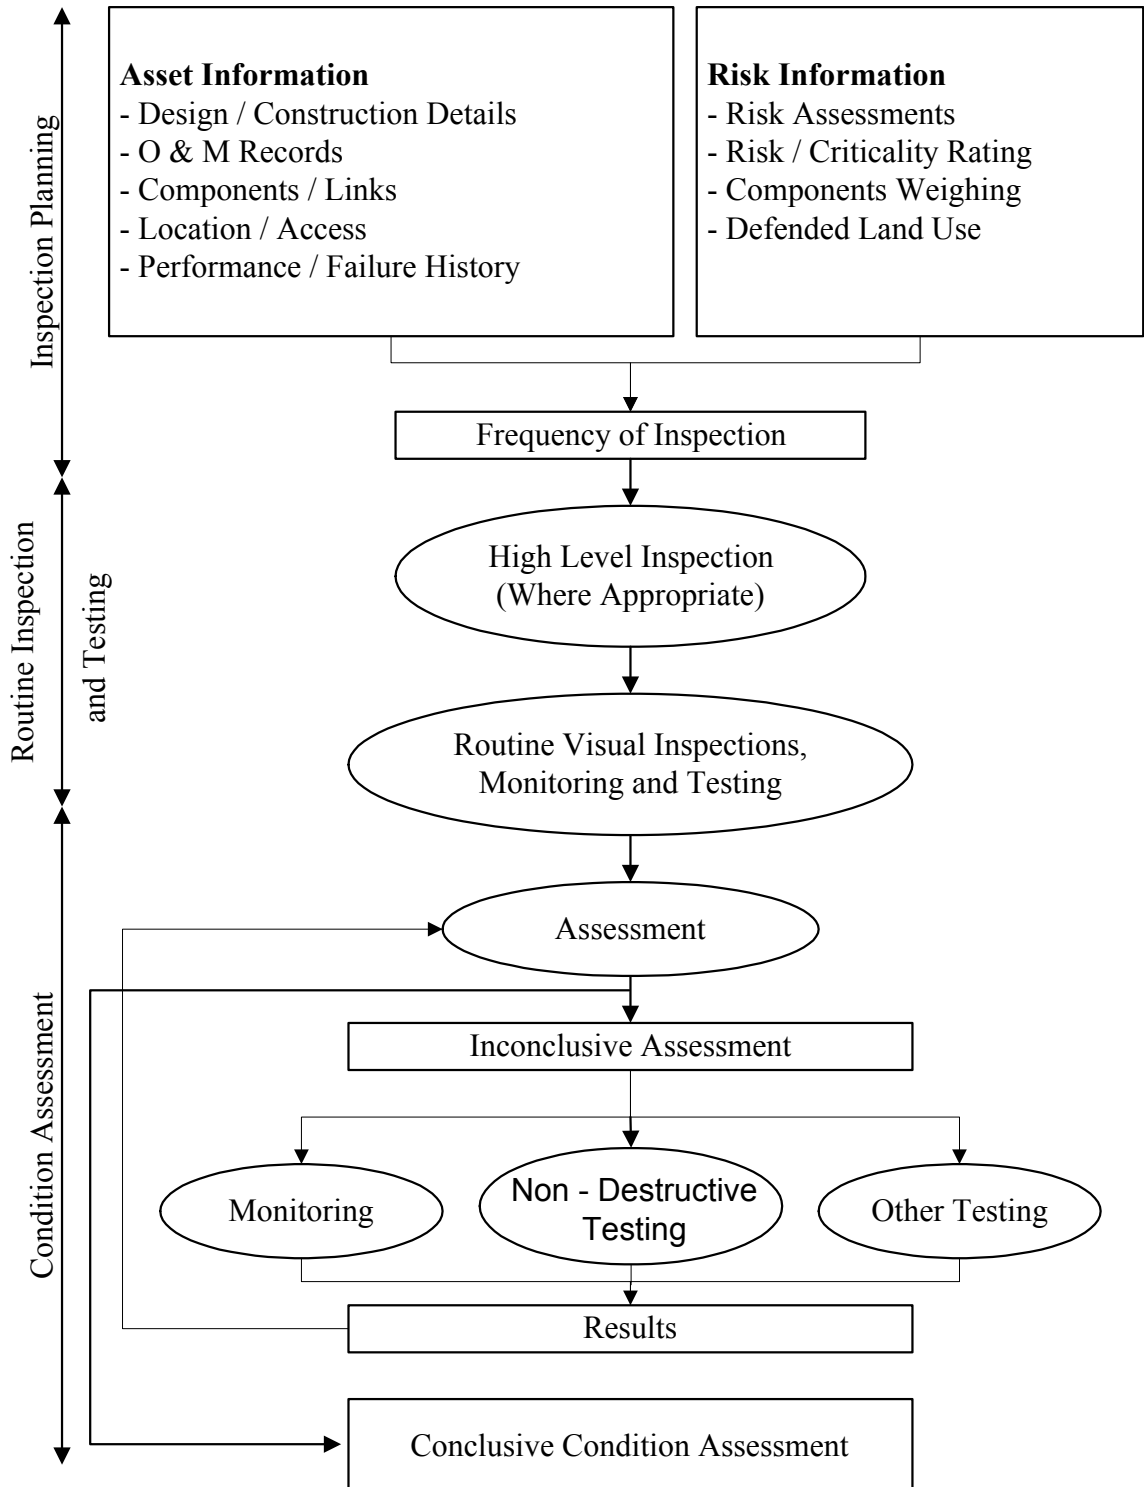 Asset Information
- Design / Construction Details
- O & M Records
- Components / Links
- Location / Access
- Performance / Failure History
Risk Information
- Risk Assessments
- Risk / Criticality Rating
- Components Weighing
- Defended Land Use
Inspection Planning
Frequency of Inspection
Routine Inspection
and Testing
High Level Inspection
(Where Appropriate)
Routine Visual Inspections,
Monitoring and Testing
Condition Assessment
Assessment
Inconclusive Assessment
Monitoring
Non - Destructive
Testing
Other Testing
Results
Conclusive Condition Assessment